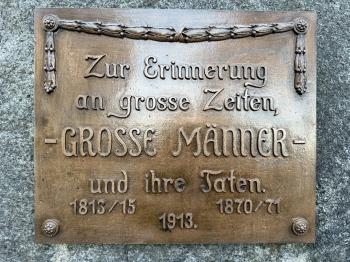 Zur Erinnerung
an grosse Zeiten,
- GROSSE MÄNNER -
und ihre Taten.
1813/15 1870/71
1913.